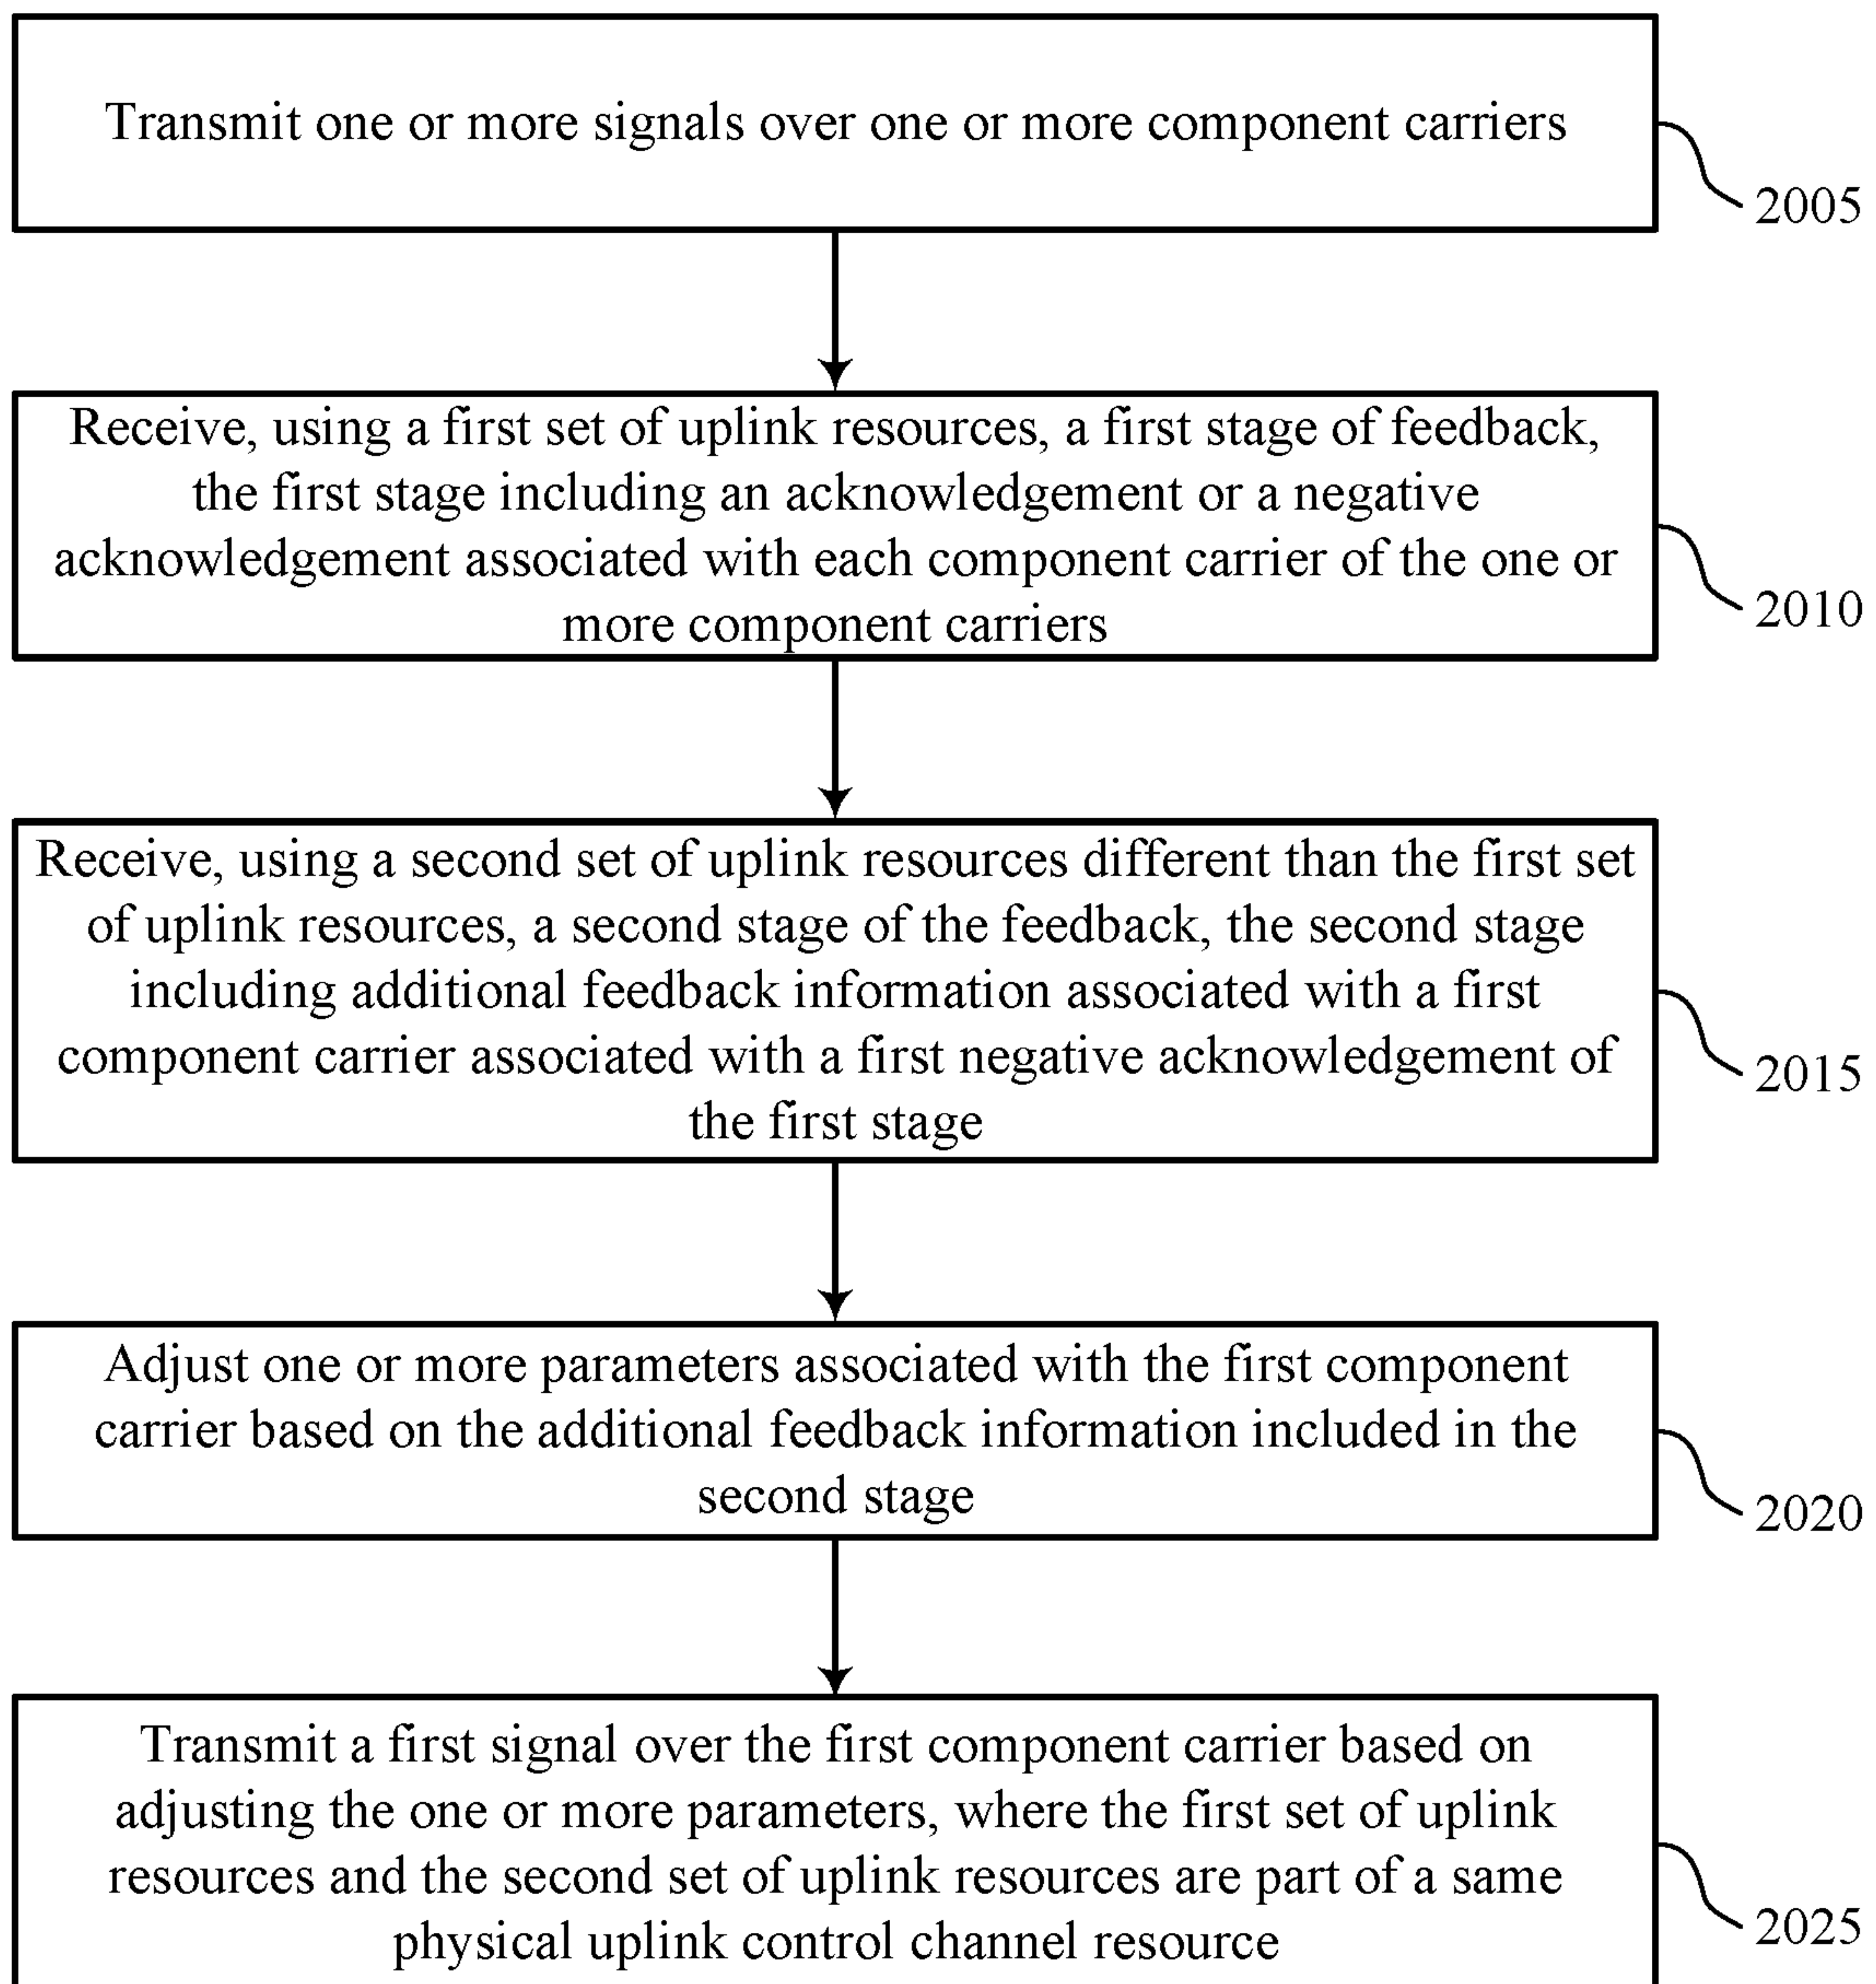 Transmit one or more signals over one or more component carriers
2005
Receive, using a first set of uplink resources, a first stage of feedback,
the first stage including an acknowledgement or a negative
acknowledgement associated with each component carrier of the one or
more component carriers
2010
Receive, using a second set of uplink resources different than the first set
of uplink resources, a second stage of the feedback, the second stage
including additional feedback information associated with a first
component carrier associated with a first negative acknowledgement of
the first stage
2015
Adjust one or more parameters associated with the first component
carrier based on the additional feedback information included in the
second stage
2020
Transmit a first signal over the first component carrier based on
adjusting the one or more parameters, where the first set of uplink
resources and the second set of uplink resources are part of a same
physical uplink control channel resource
2025